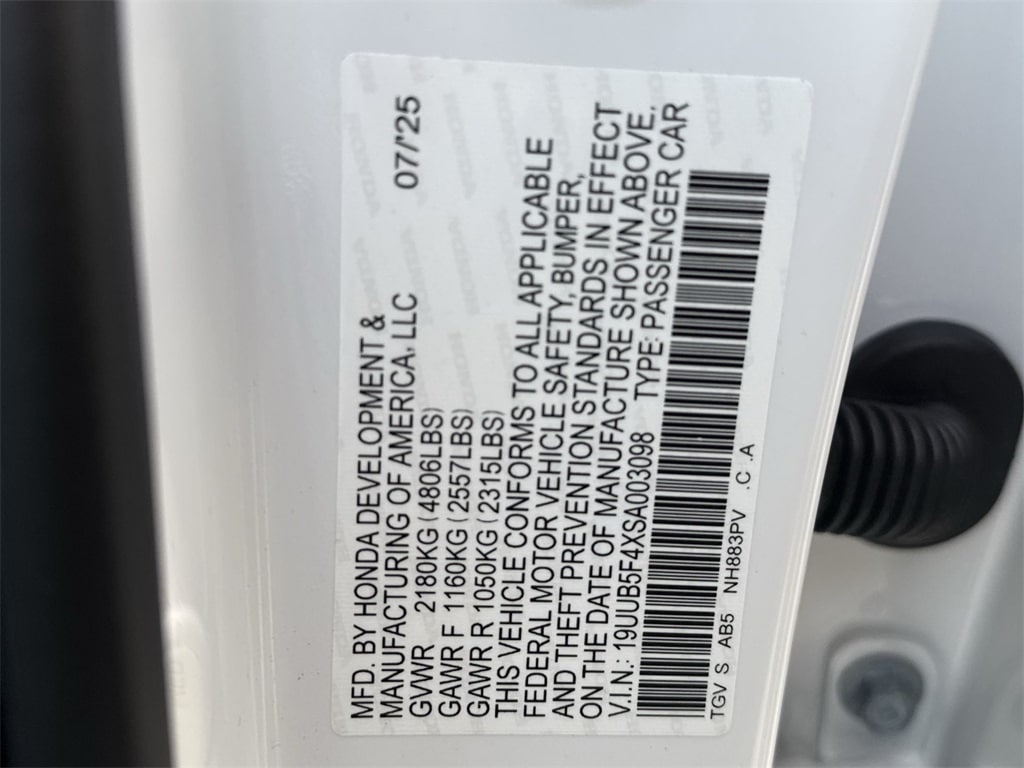 MFD. BY HONDA DEVELOPMENT &
MANUFACTURING OF AMERICA, LLC 07/'25
GVWR 2180KG (4806LBS)
GAWR F 1160KG (2557LBS)
GAWR R 1050KG (2315LBS)
THIS VEHICLE CONFORMS TO ALL APPLICABLE
FEDERAL MOTOR VEHICLE SAFETY, BUMPER,
AND THEFT PREVENTION STANDARDS IN EFFECT
ON THE DATE OF MANUFACTURE SHOWN ABOVE.
V.I.N.: 19UUB5F4XSA003098 TYPE: PASSENGER CAR
TGV S AB5 NH883PV .C .A